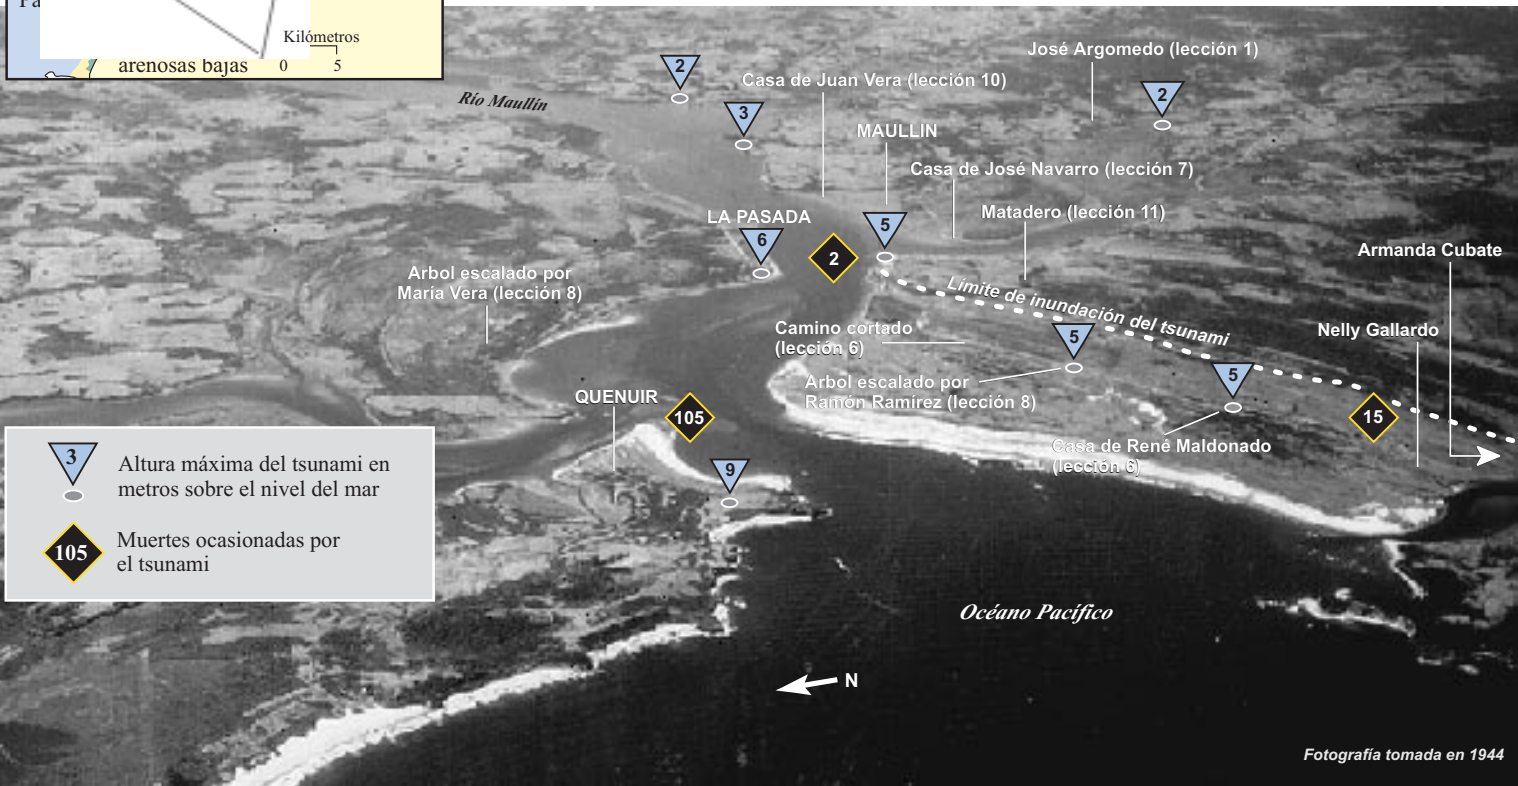 Kilómetros
arenosas bajas
0 5
2
Río Maullín
3
Casa de Juan Vera (lección 10)
José Argomedo (lección 1)
2
MAULLIN
Casa de José Navarro (lección 7)
LA PASADA
6
2
5
Matadero (lección 11)
Armanda Cubate
Arbol escalado por
María Vera (lección 8)
Límite de inundación del tsunami
Camino cortado
(lección 6)
5
Nelly Gallardo
Arbol escalado por
Ramón Ramírez (lección 8)
5
QUENUIR
105
15
Casa de René Maldonado
(lección 6)
9
3
Altura máxima del tsunami en
metros sobre el nivel del mar
105
Muertes ocasionadas por
el tsunami
Océano Pacífico
N
Fotografía tomada en 1944